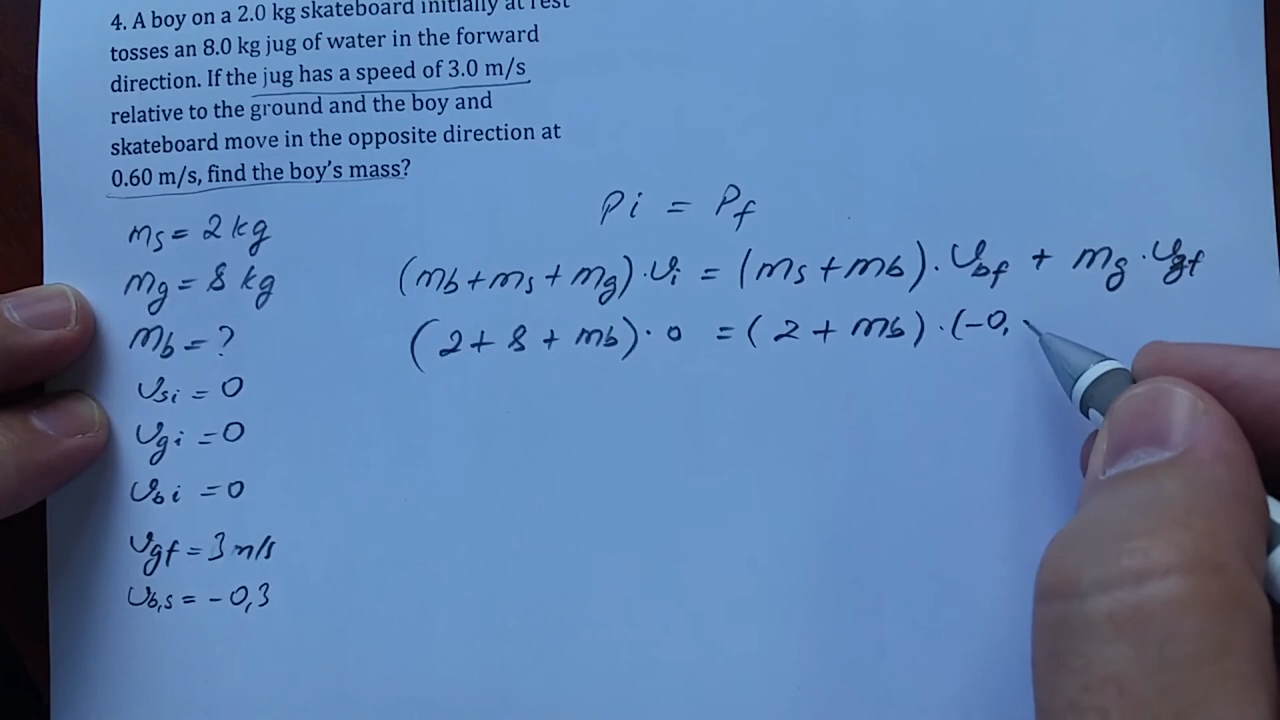 4. A boy on a 2.0 kg skateboard initially at rest
tosses an 8.0 kg jug of water in the forward
direction. If the jug has a speed of 3.0 m/s
relative to the ground and the boy and
skateboard move in the opposite direction at
0.60 m/s, find the boy's mass?
Pi = Pf
ms = 2 kg
mg = 8 kg
mb = ?
vsi = 0
vgi = 0
vbi = 0
vgf = 3 m/s
vb,s = -0,3
(mb + ms + mg) · vi = (ms + mb) · vbf + mg · vgf
(2 + 8 + mb) · 0 = (2 + mb) · (-0,